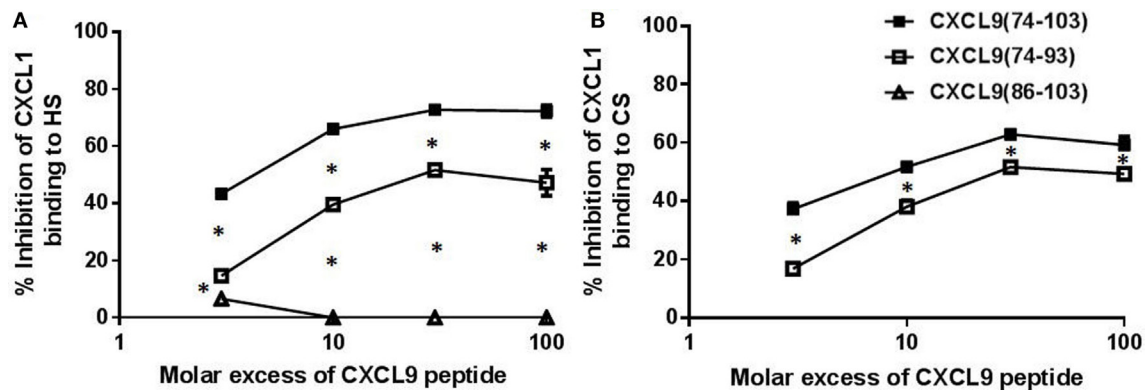 A
% Inhibition of CXCL1
binding to HS
100
80
60
40
20
0
*
*
*
*
*
*
*
*
1
10
100
Molar excess of CXCL9 peptide
B
% Inhibition of CXCL1
binding to CS
100
80
60
40
20
0
CXCL9(74-103)
CXCL9(74-93)
CXCL9(86-103)
*
*
*
*
1
10
100
Molar excess of CXCL9 peptide